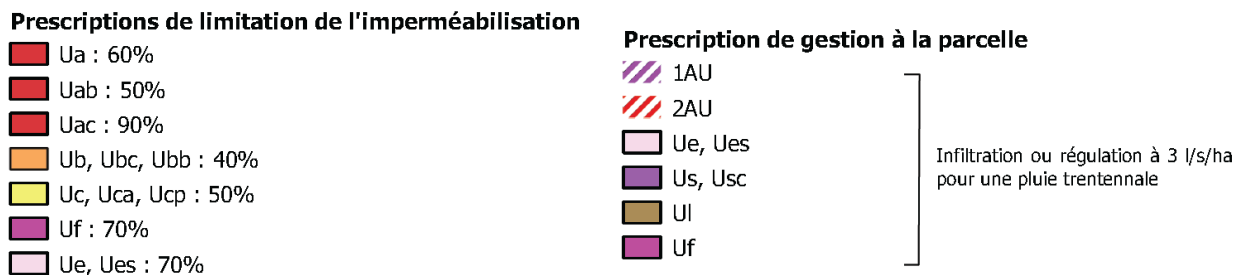 Prescriptions de limitation de l'imperméabilisation
Ua : 60%
Uab : 50%
Uac : 90%
Ub, Ubc, Ubb : 40%
Uc, Uca, Ucp : 50%
Uf : 70%
Ue, Ues : 70%
Prescription de gestion à la parcelle
1AU
2AU
Ue, Ues
Us, Usc
Ul
Uf
Infiltration ou régulation à 3 l/s/ha
pour une pluie trentennale